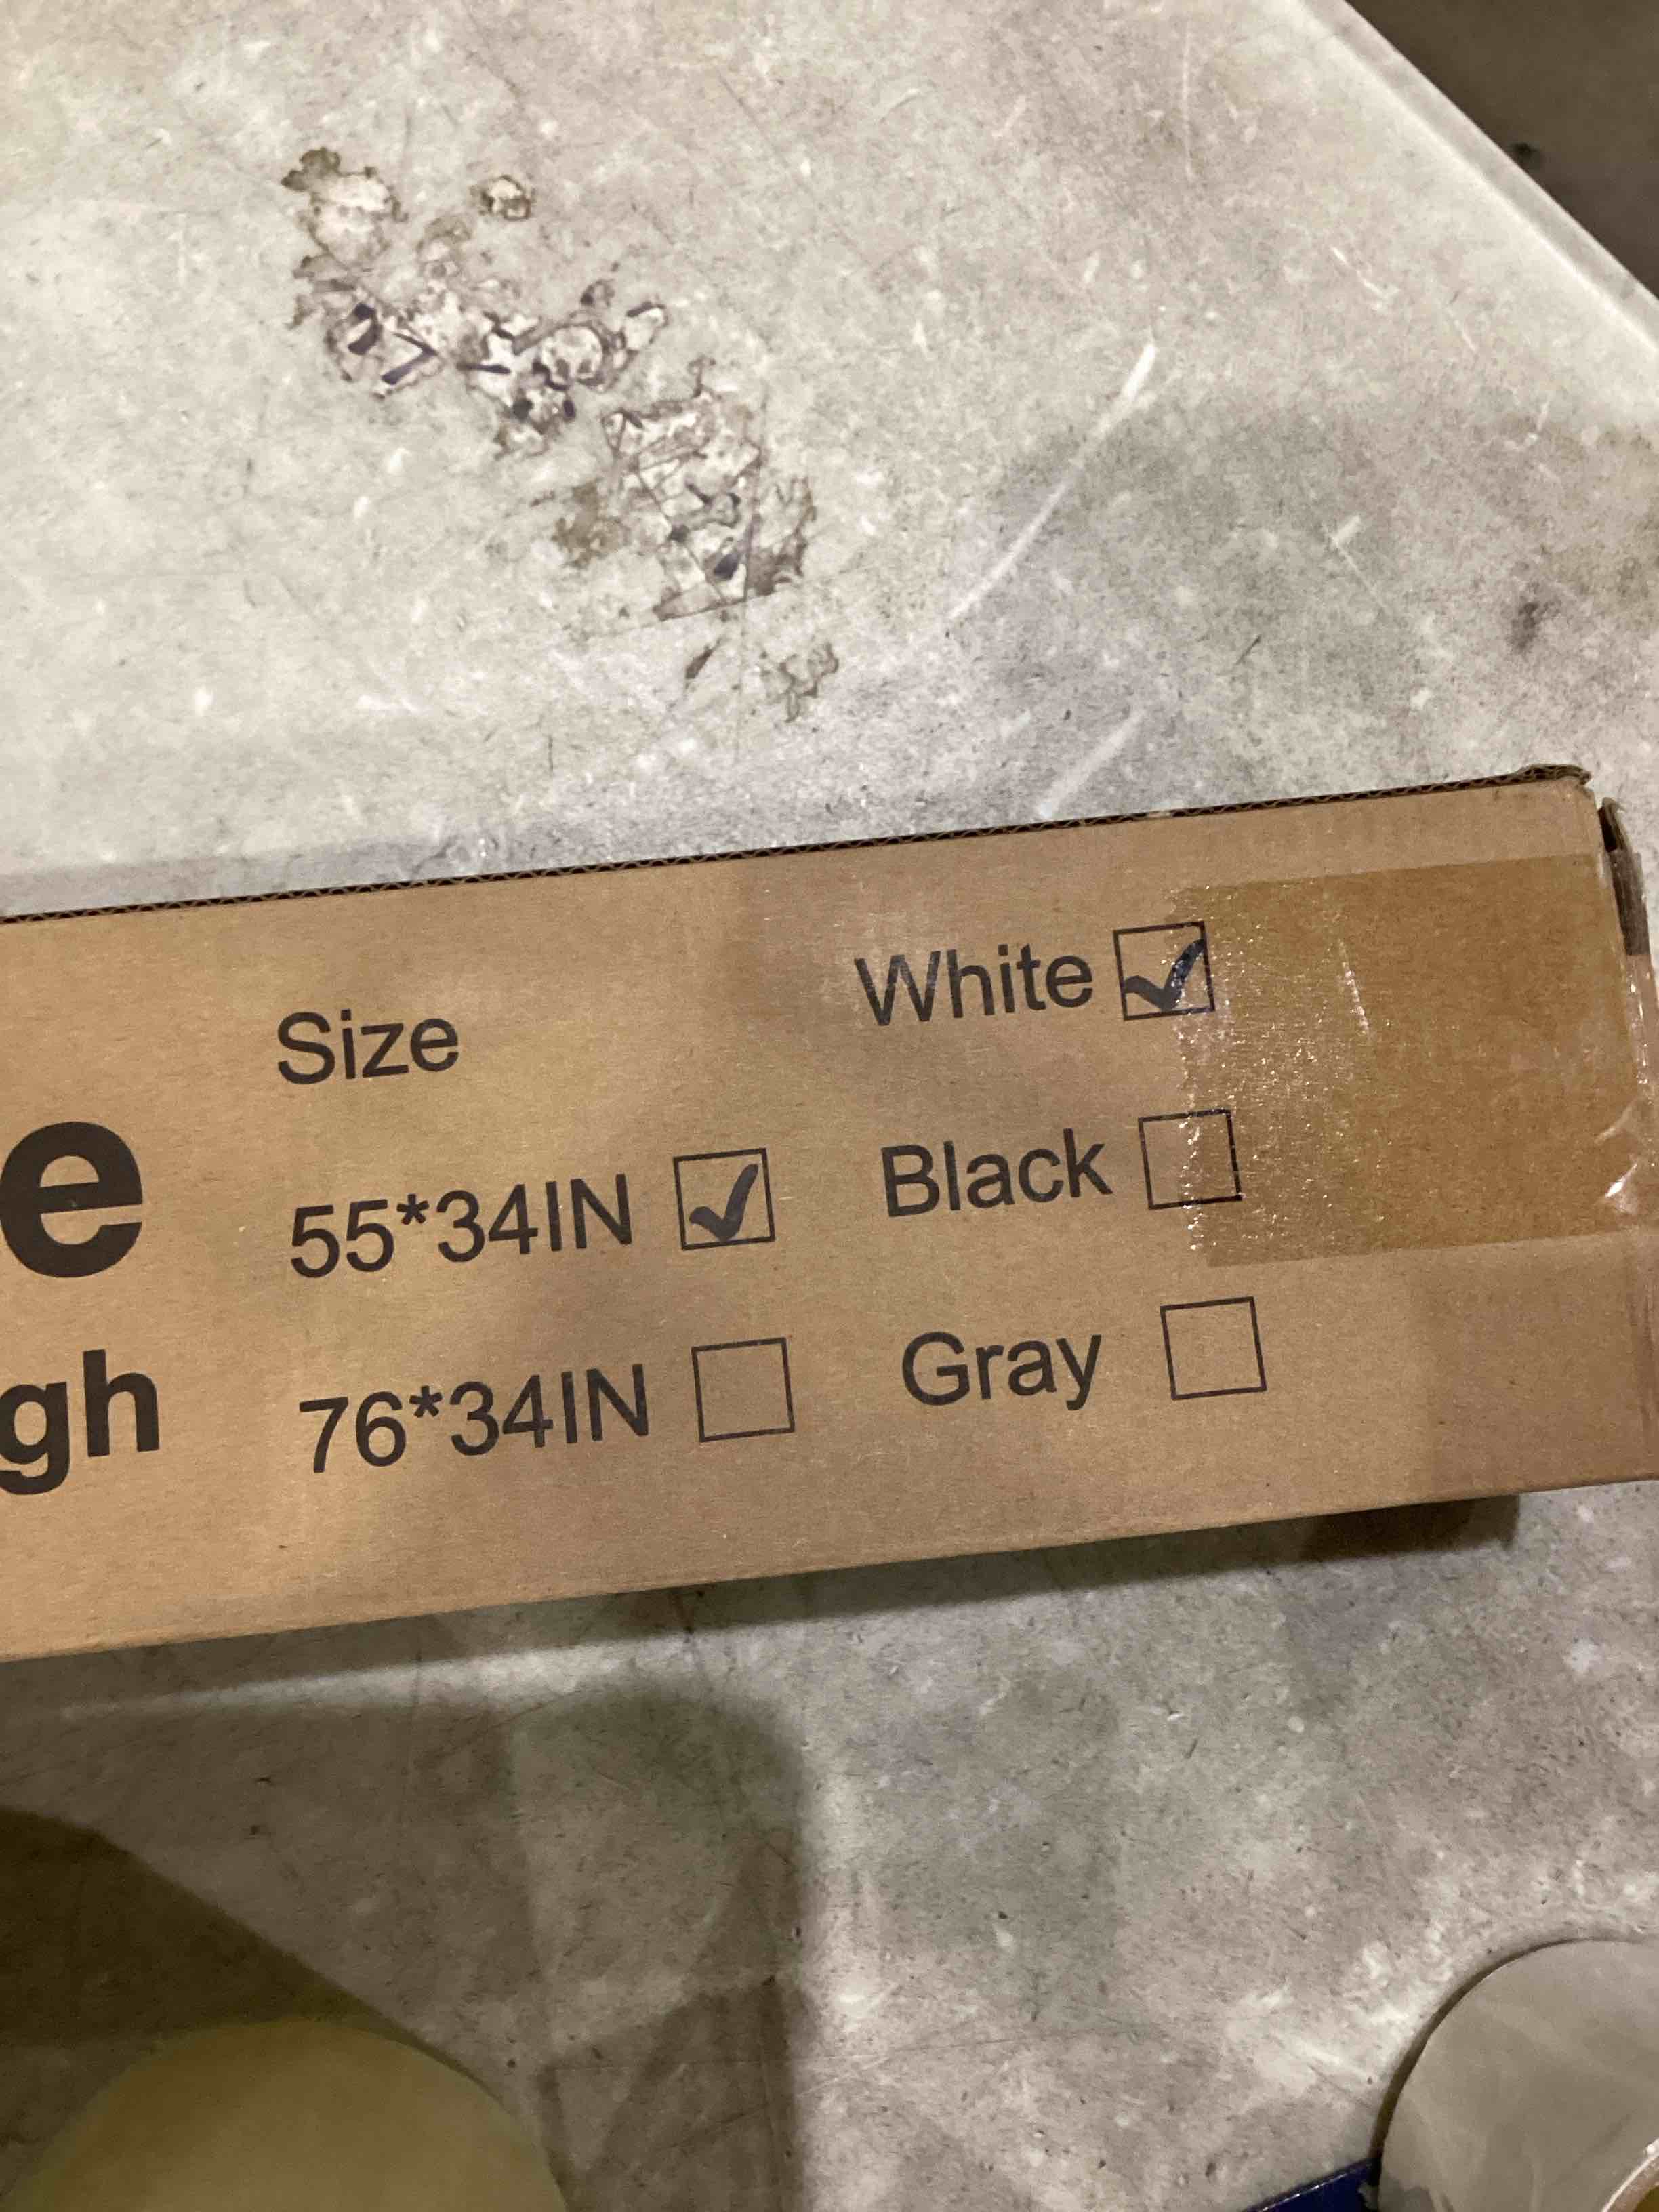 e
gh
Size
55*34IN ☑
76*34IN ☐
White ☑
Black ☐
Gray ☐